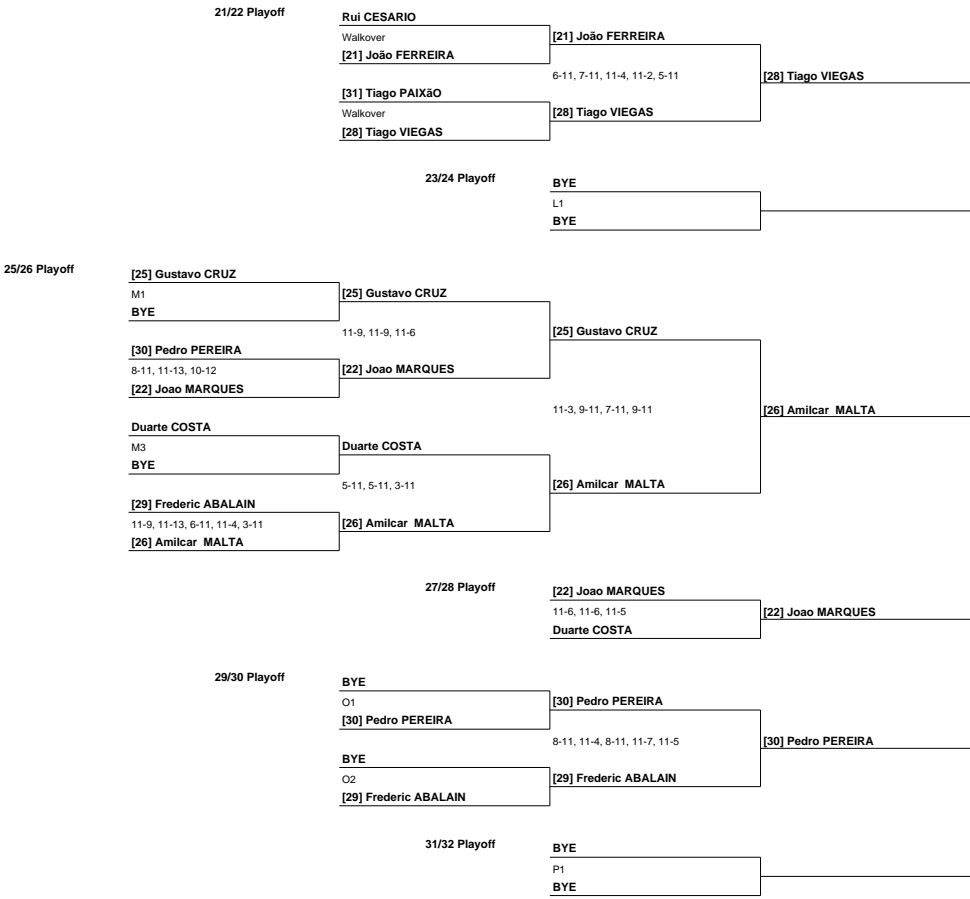 21/22 Playoff
Rui CESARIO
Walkover
[21] João FERREIRA
[21] João FERREIRA
6-11, 7-11, 11-4, 11-2, 5-11
[28] Tiago VIEGAS
[31] Tiago PAIXãO
Walkover
[28] Tiago VIEGAS
[28] Tiago VIEGAS
23/24 Playoff
BYE
L1
BYE
25/26 Playoff
[25] Gustavo CRUZ
M1
BYE
[25] Gustavo CRUZ
11-9, 11-9, 11-6
[25] Gustavo CRUZ
[30] Pedro PEREIRA
8-11, 11-13, 10-12
[22] Joao MARQUES
[22] Joao MARQUES
11-3, 9-11, 7-11, 9-11
[26] Amilcar MALTA
Duarte COSTA
M3
BYE
Duarte COSTA
5-11, 5-11, 3-11
[26] Amilcar MALTA
[29] Frederic ABALAIN
11-9, 11-13, 6-11, 11-4, 3-11
[26] Amilcar MALTA
[26] Amilcar MALTA
27/28 Playoff
[22] Joao MARQUES
11-6, 11-6, 11-5
Duarte COSTA
[22] Joao MARQUES
29/30 Playoff
BYE
O1
[30] Pedro PEREIRA
[30] Pedro PEREIRA
8-11, 11-4, 8-11, 11-7, 11-5
[30] Pedro PEREIRA
BYE
O2
[29] Frederic ABALAIN
[29] Frederic ABALAIN
31/32 Playoff
BYE
P1
BYE